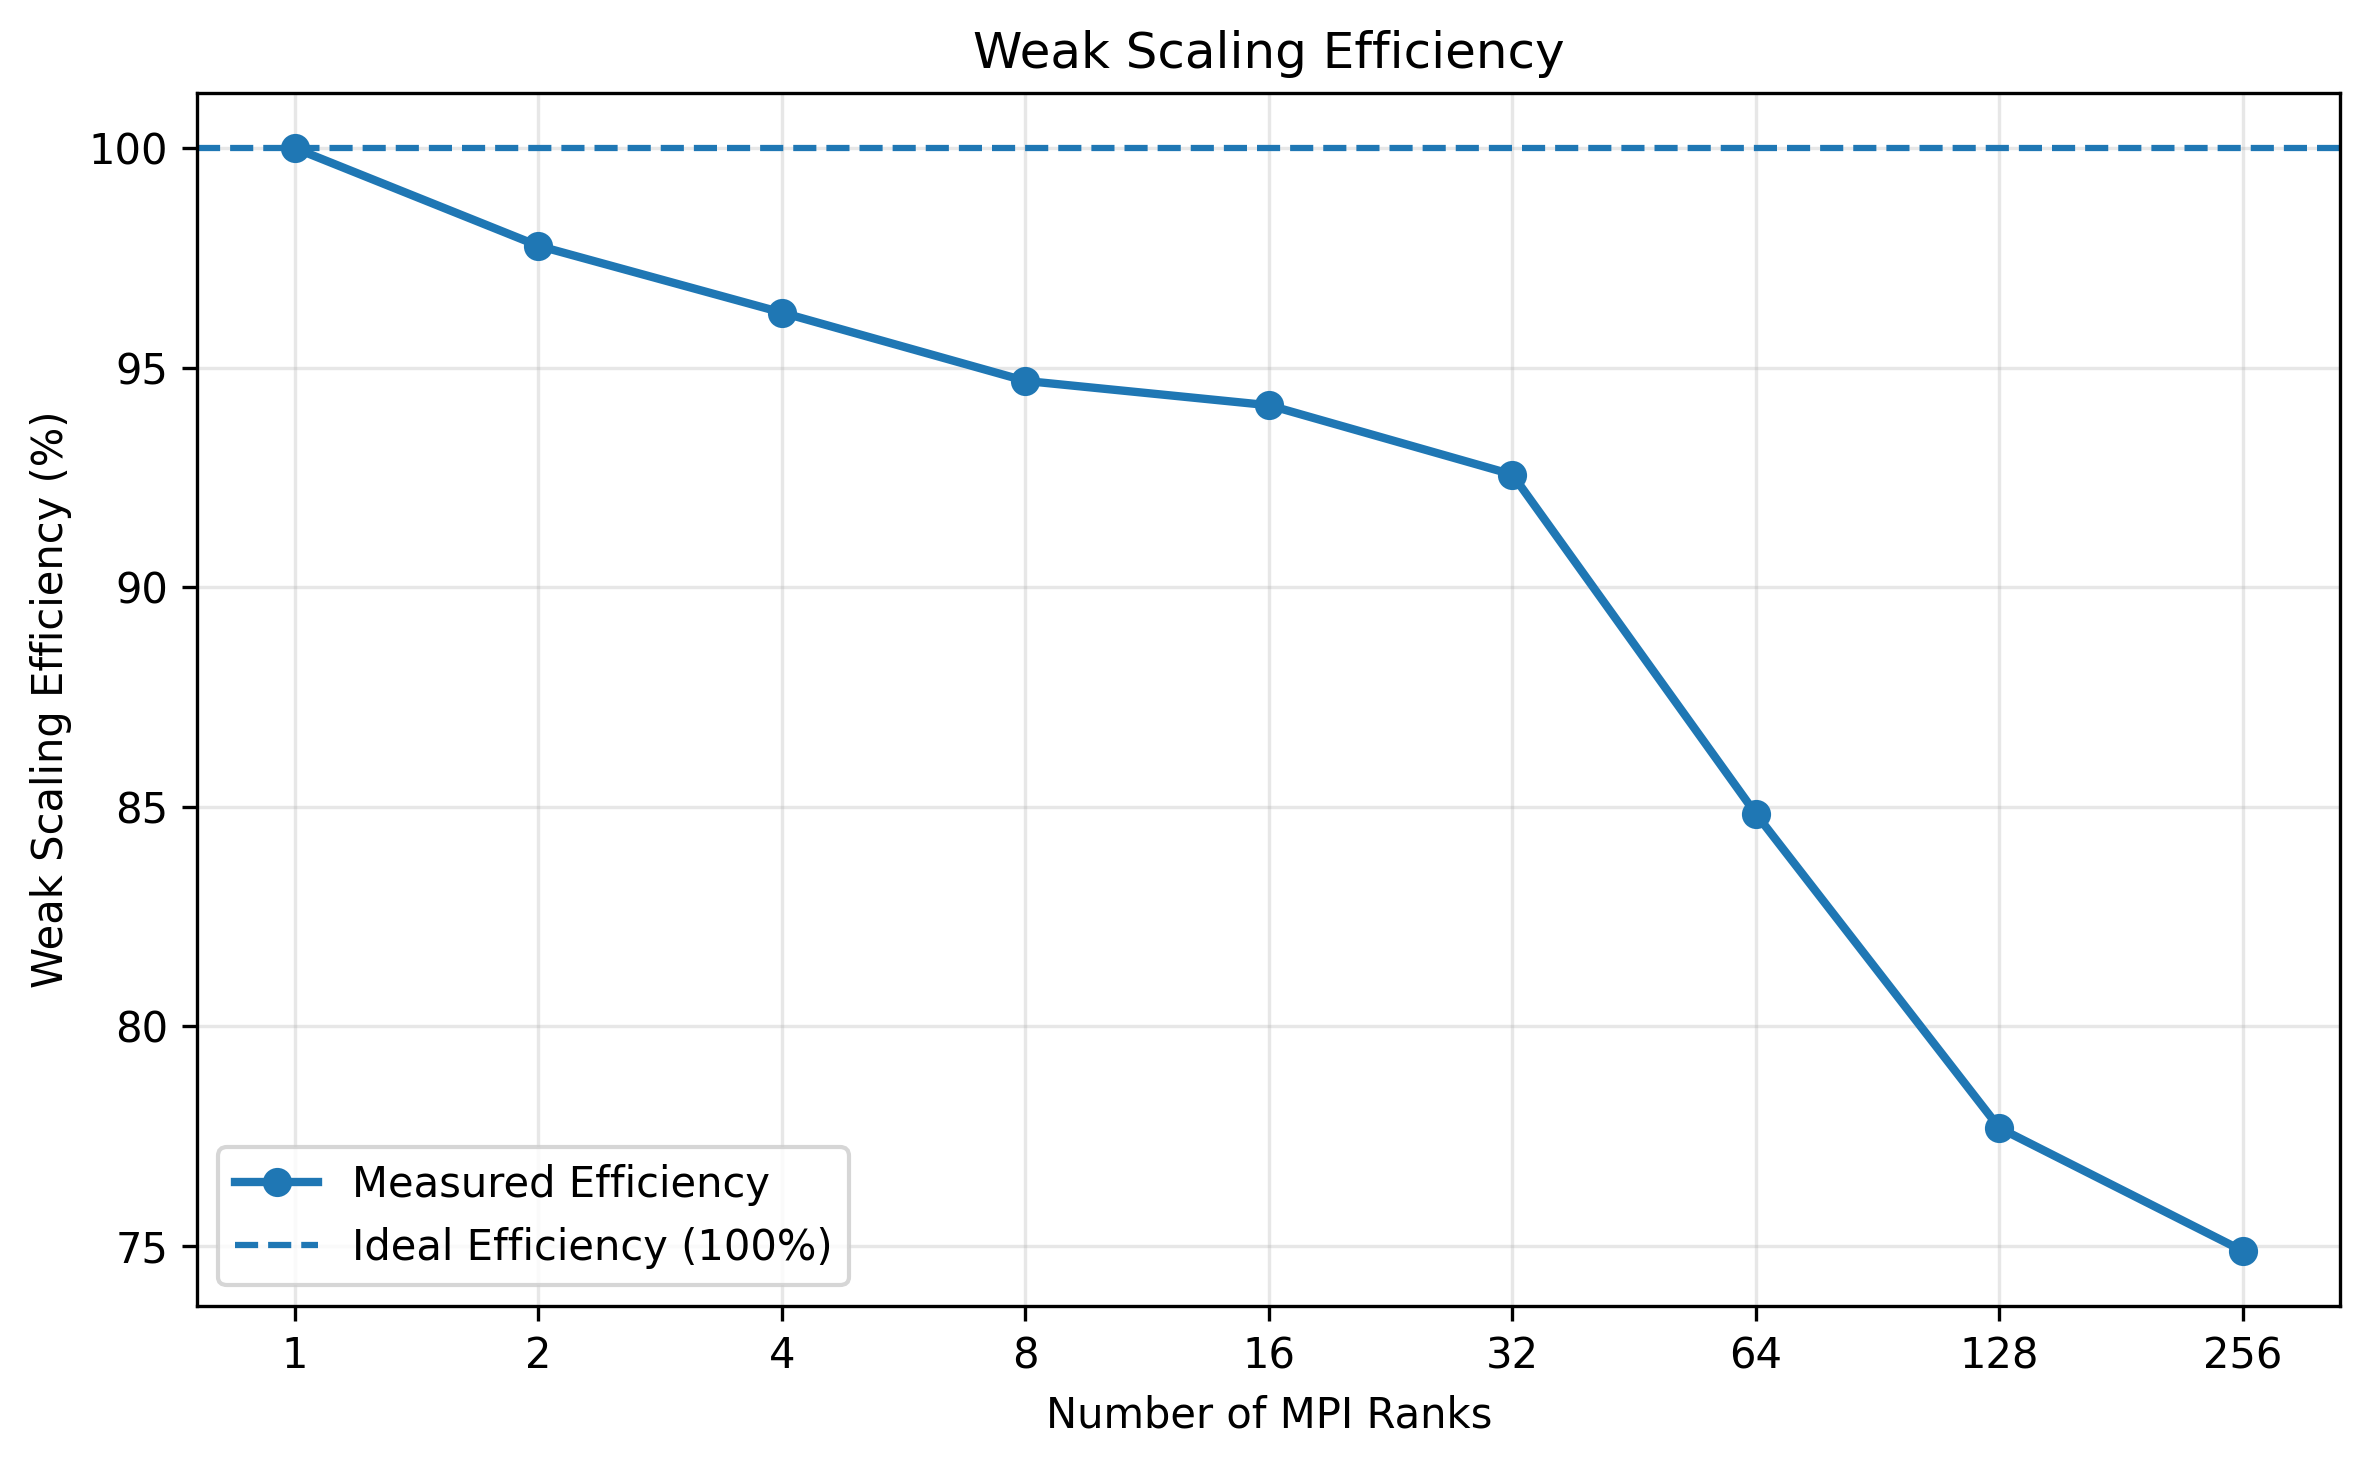 Weak Scaling Efficiency
Weak Scaling Efficiency (%)
100
95
90
85
80
75
Measured Efficiency
Ideal Efficiency (100%)
1 2 4 8 16 32 64 128 256
Number of MPI Ranks